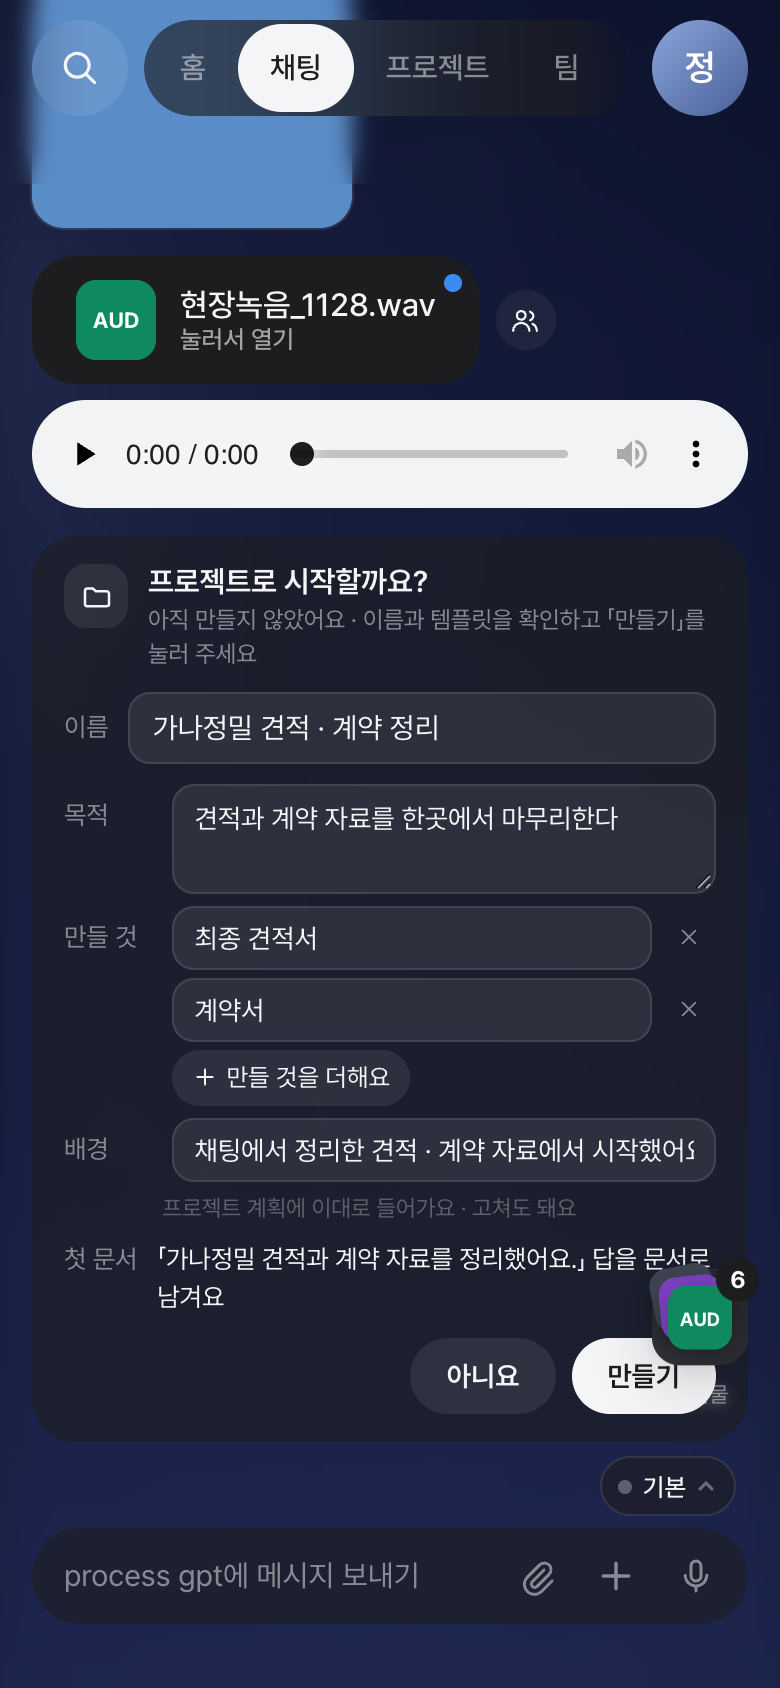 홈 채팅 프로젝트 팀 정
AUD
현장녹음_1128.wav
눌러서 열기
0:00 / 0:00
프로젝트로 시작할까요?
아직 만들지 않았어요 · 이름과 템플릿을 확인하고 「만들기」를
눌러 주세요
이름 가나정밀 견적 · 계약 정리
목적 견적과 계약 자료를 한곳에서 마무리한다
만들 것 최종 견적서 ×
계약서 ×
+ 만들 것을 더해요
배경 채팅에서 정리한 견적 · 계약 자료에서 시작했어요
프로젝트 계획에 이대로 들어가요 · 고쳐도 돼요
첫 문서 「가나정밀 견적과 계약 자료를 정리했어요.」 답을 문서로
남겨요
6
AUD
아니요 만들기
기본
process gpt에 메시지 보내기